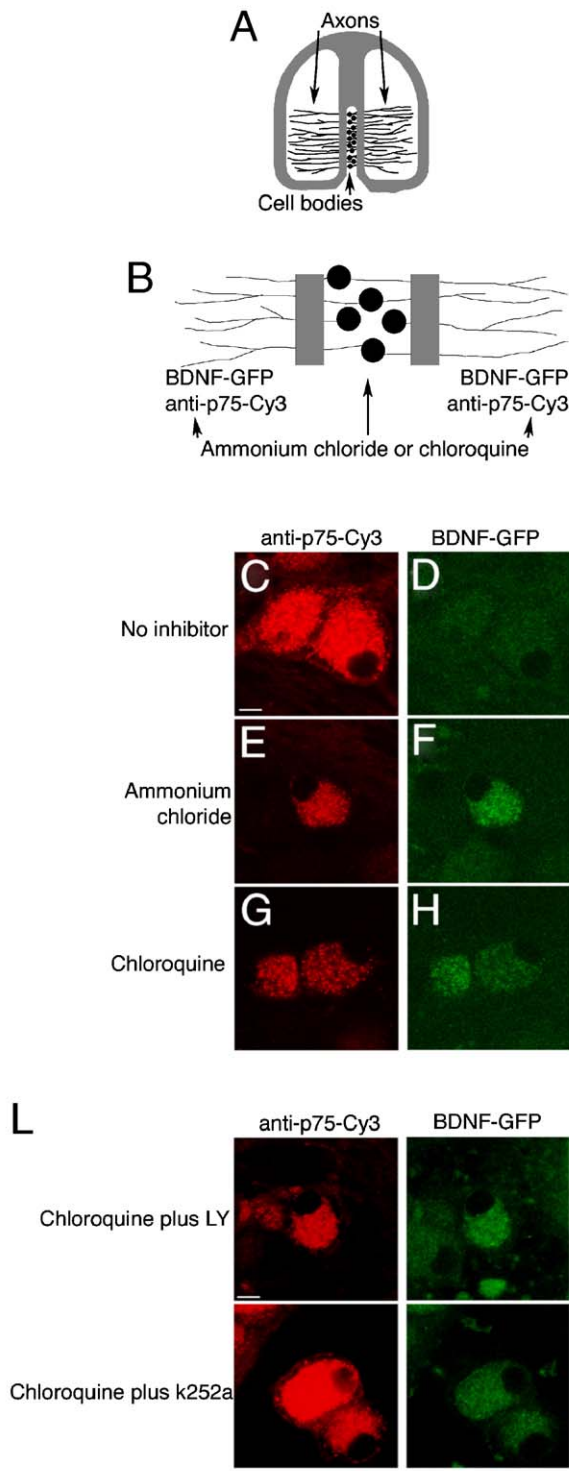 A
Axons
Cell bodies
B
BDNF-GFP
anti-p75-Cy3
BDNF-GFP
anti-p75-Cy3
Ammonium chloride or chloroquine
anti-p75-Cy3 BDNF-GFP
No inhibitor
C D
Ammonium
chloride
E F
Chloroquine
G H
L
anti-p75-Cy3 BDNF-GFP
Chloroquine plus LY
Chloroquine plus k252a